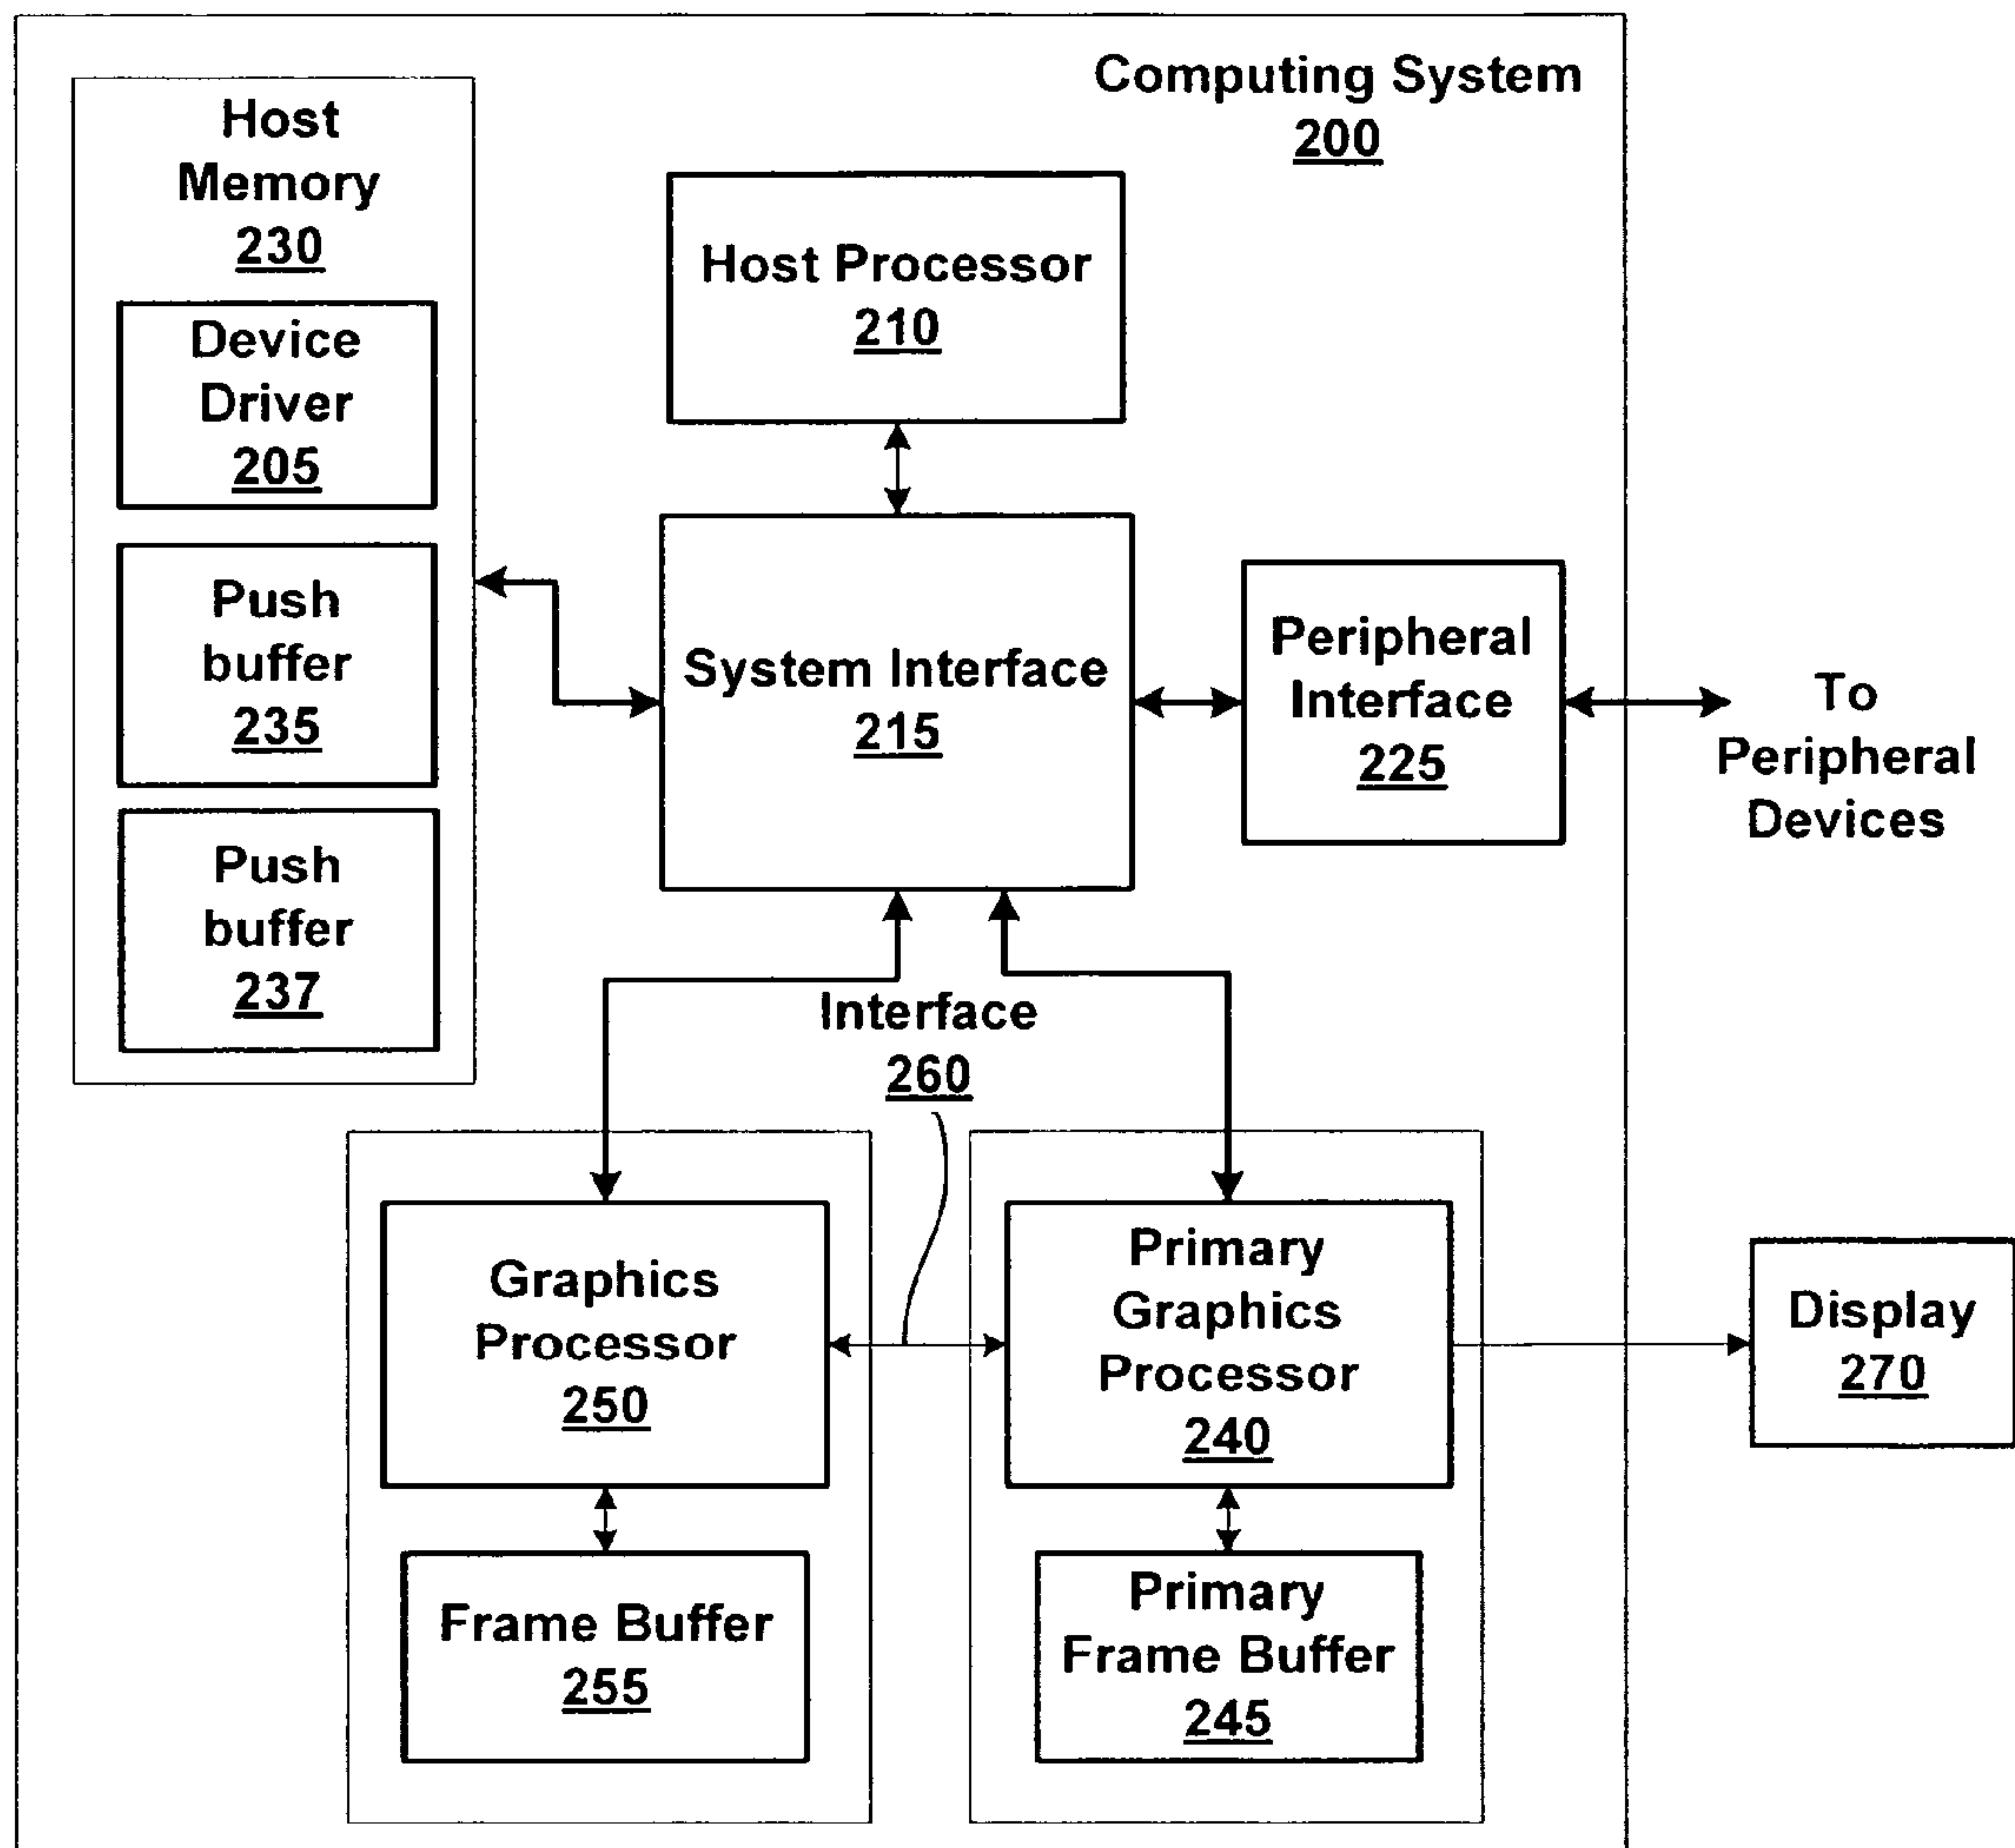 Computing System
200
Host
Memory
230
Device
Driver
205
Push
buffer
235
Push
buffer
237
Host Processor
210
System Interface
215
Peripheral
Interface
225
To
Peripheral
Devices
Interface
260
Graphics
Processor
250
Frame Buffer
255
Primary
Graphics
Processor
240
Primary
Frame Buffer
245
Display
270